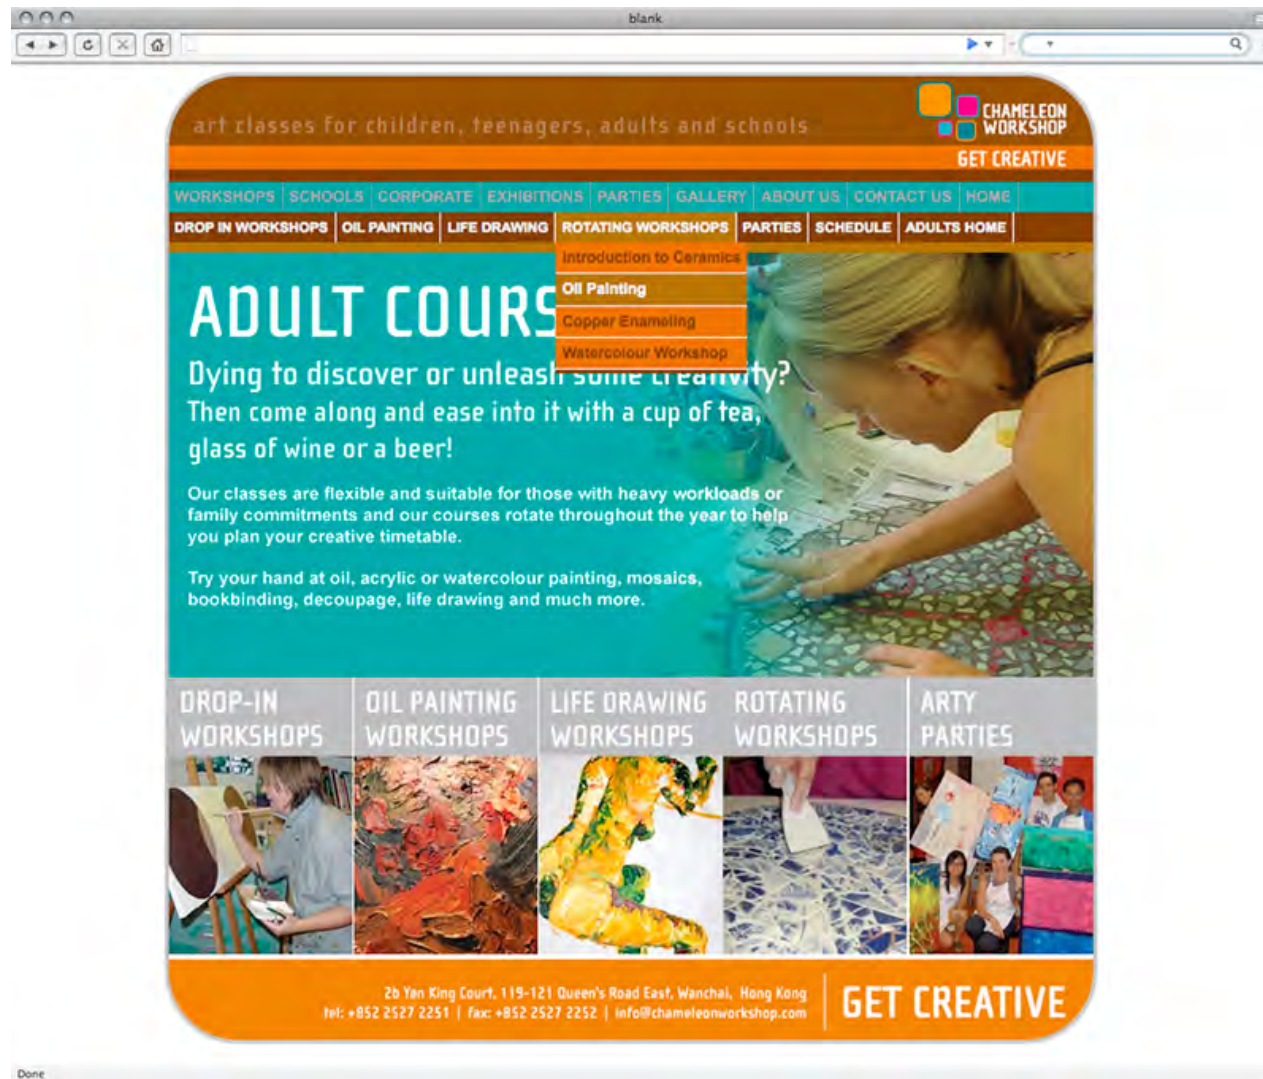 blank
art classes for children, teenagers, adults and schools
CHAMELEON
WORKSHOP
GET CREATIVE
WORKSHOPS SCHOOLS CORPORATE EXHIBITIONS PARTIES GALLERY ABOUT US CONTACT US HOME
DROP IN WORKSHOPS OIL PAINTING LIFE DRAWING ROTATING WORKSHOPS PARTIES SCHEDULE ADULTS HOME
Introduction to Ceramics
Oil Painting
Copper Enameling
Watercolour Workshop
ADULT COURS
Dying to discover or unleash some creativity?
Then come along and ease into it with a cup of tea,
glass of wine or a beer!
Our classes are flexible and suitable for those with heavy workloads or
family commitments and our courses rotate throughout the year to help
you plan your creative timetable.
Try your hand at oil, acrylic or watercolour painting, mosaics,
bookbinding, decoupage, life drawing and much more.
DROP-IN
WORKSHOPS
OIL PAINTING
WORKSHOPS
LIFE DRAWING
WORKSHOPS
ROTATING
WORKSHOPS
ARTY
PARTIES
2b Yan King Court, 119-121 Queen's Road East, Wanchai, Hong Kong
tel: +852 2527 2251 | fax: +852 2527 2252 | info@chameleonworkshop.com
GET CREATIVE
Done